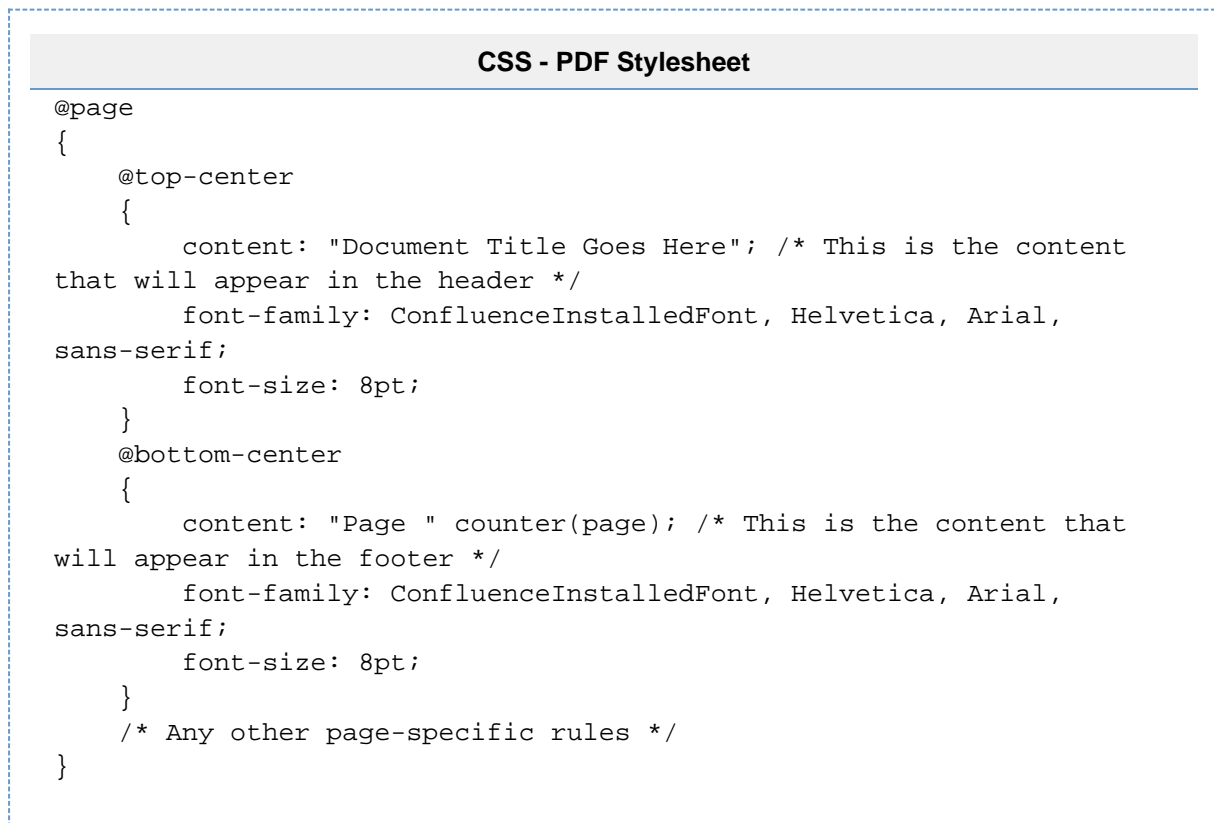 CSS - PDF Stylesheet
@page
{
    @top-center
    {
        content: "Document Title Goes Here"; /* This is the content
that will appear in the header */
        font-family: ConfluenceInstalledFont, Helvetica, Arial,
sans-serif;
        font-size: 8pt;
    }
    @bottom-center
    {
        content: "Page " counter(page); /* This is the content that
will appear in the footer */
        font-family: ConfluenceInstalledFont, Helvetica, Arial,
sans-serif;
        font-size: 8pt;
    }
    /* Any other page-specific rules */
}